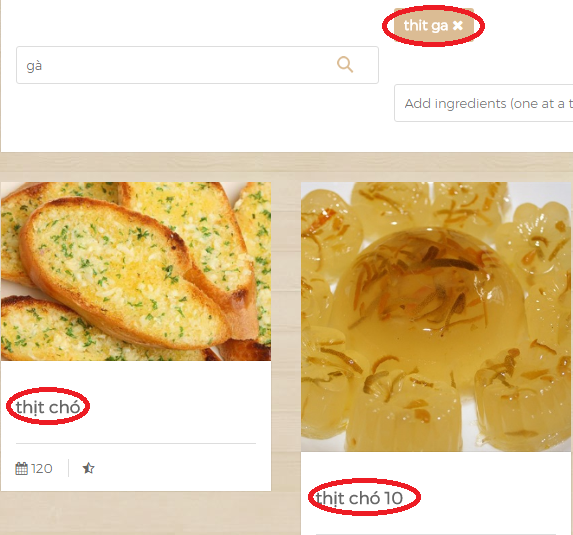 thit ga ✖
gà
Add ingredients (one at a t
thịt chó
120
thịt chó 10